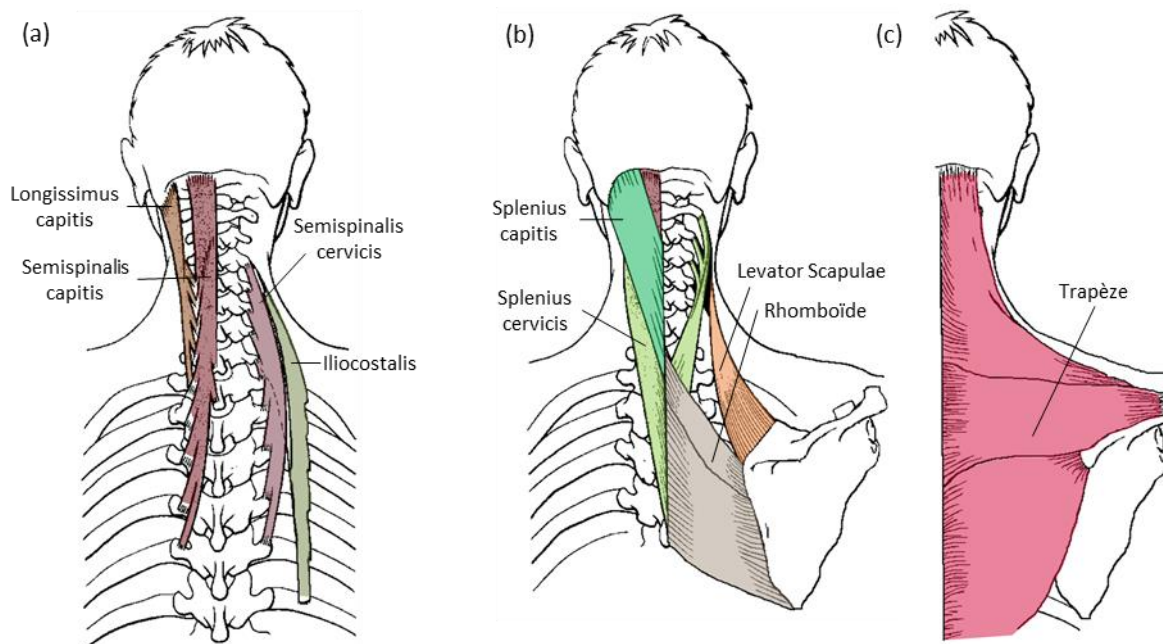 (a)
Longissimus
capitis
Semispinalis
capitis
Semispinalis
cervicis
Iliocostalis
(b)
Splenius
capitis
Splenius
cervicis
Levator Scapulae
Rhomboïde
(c)
Trapèze